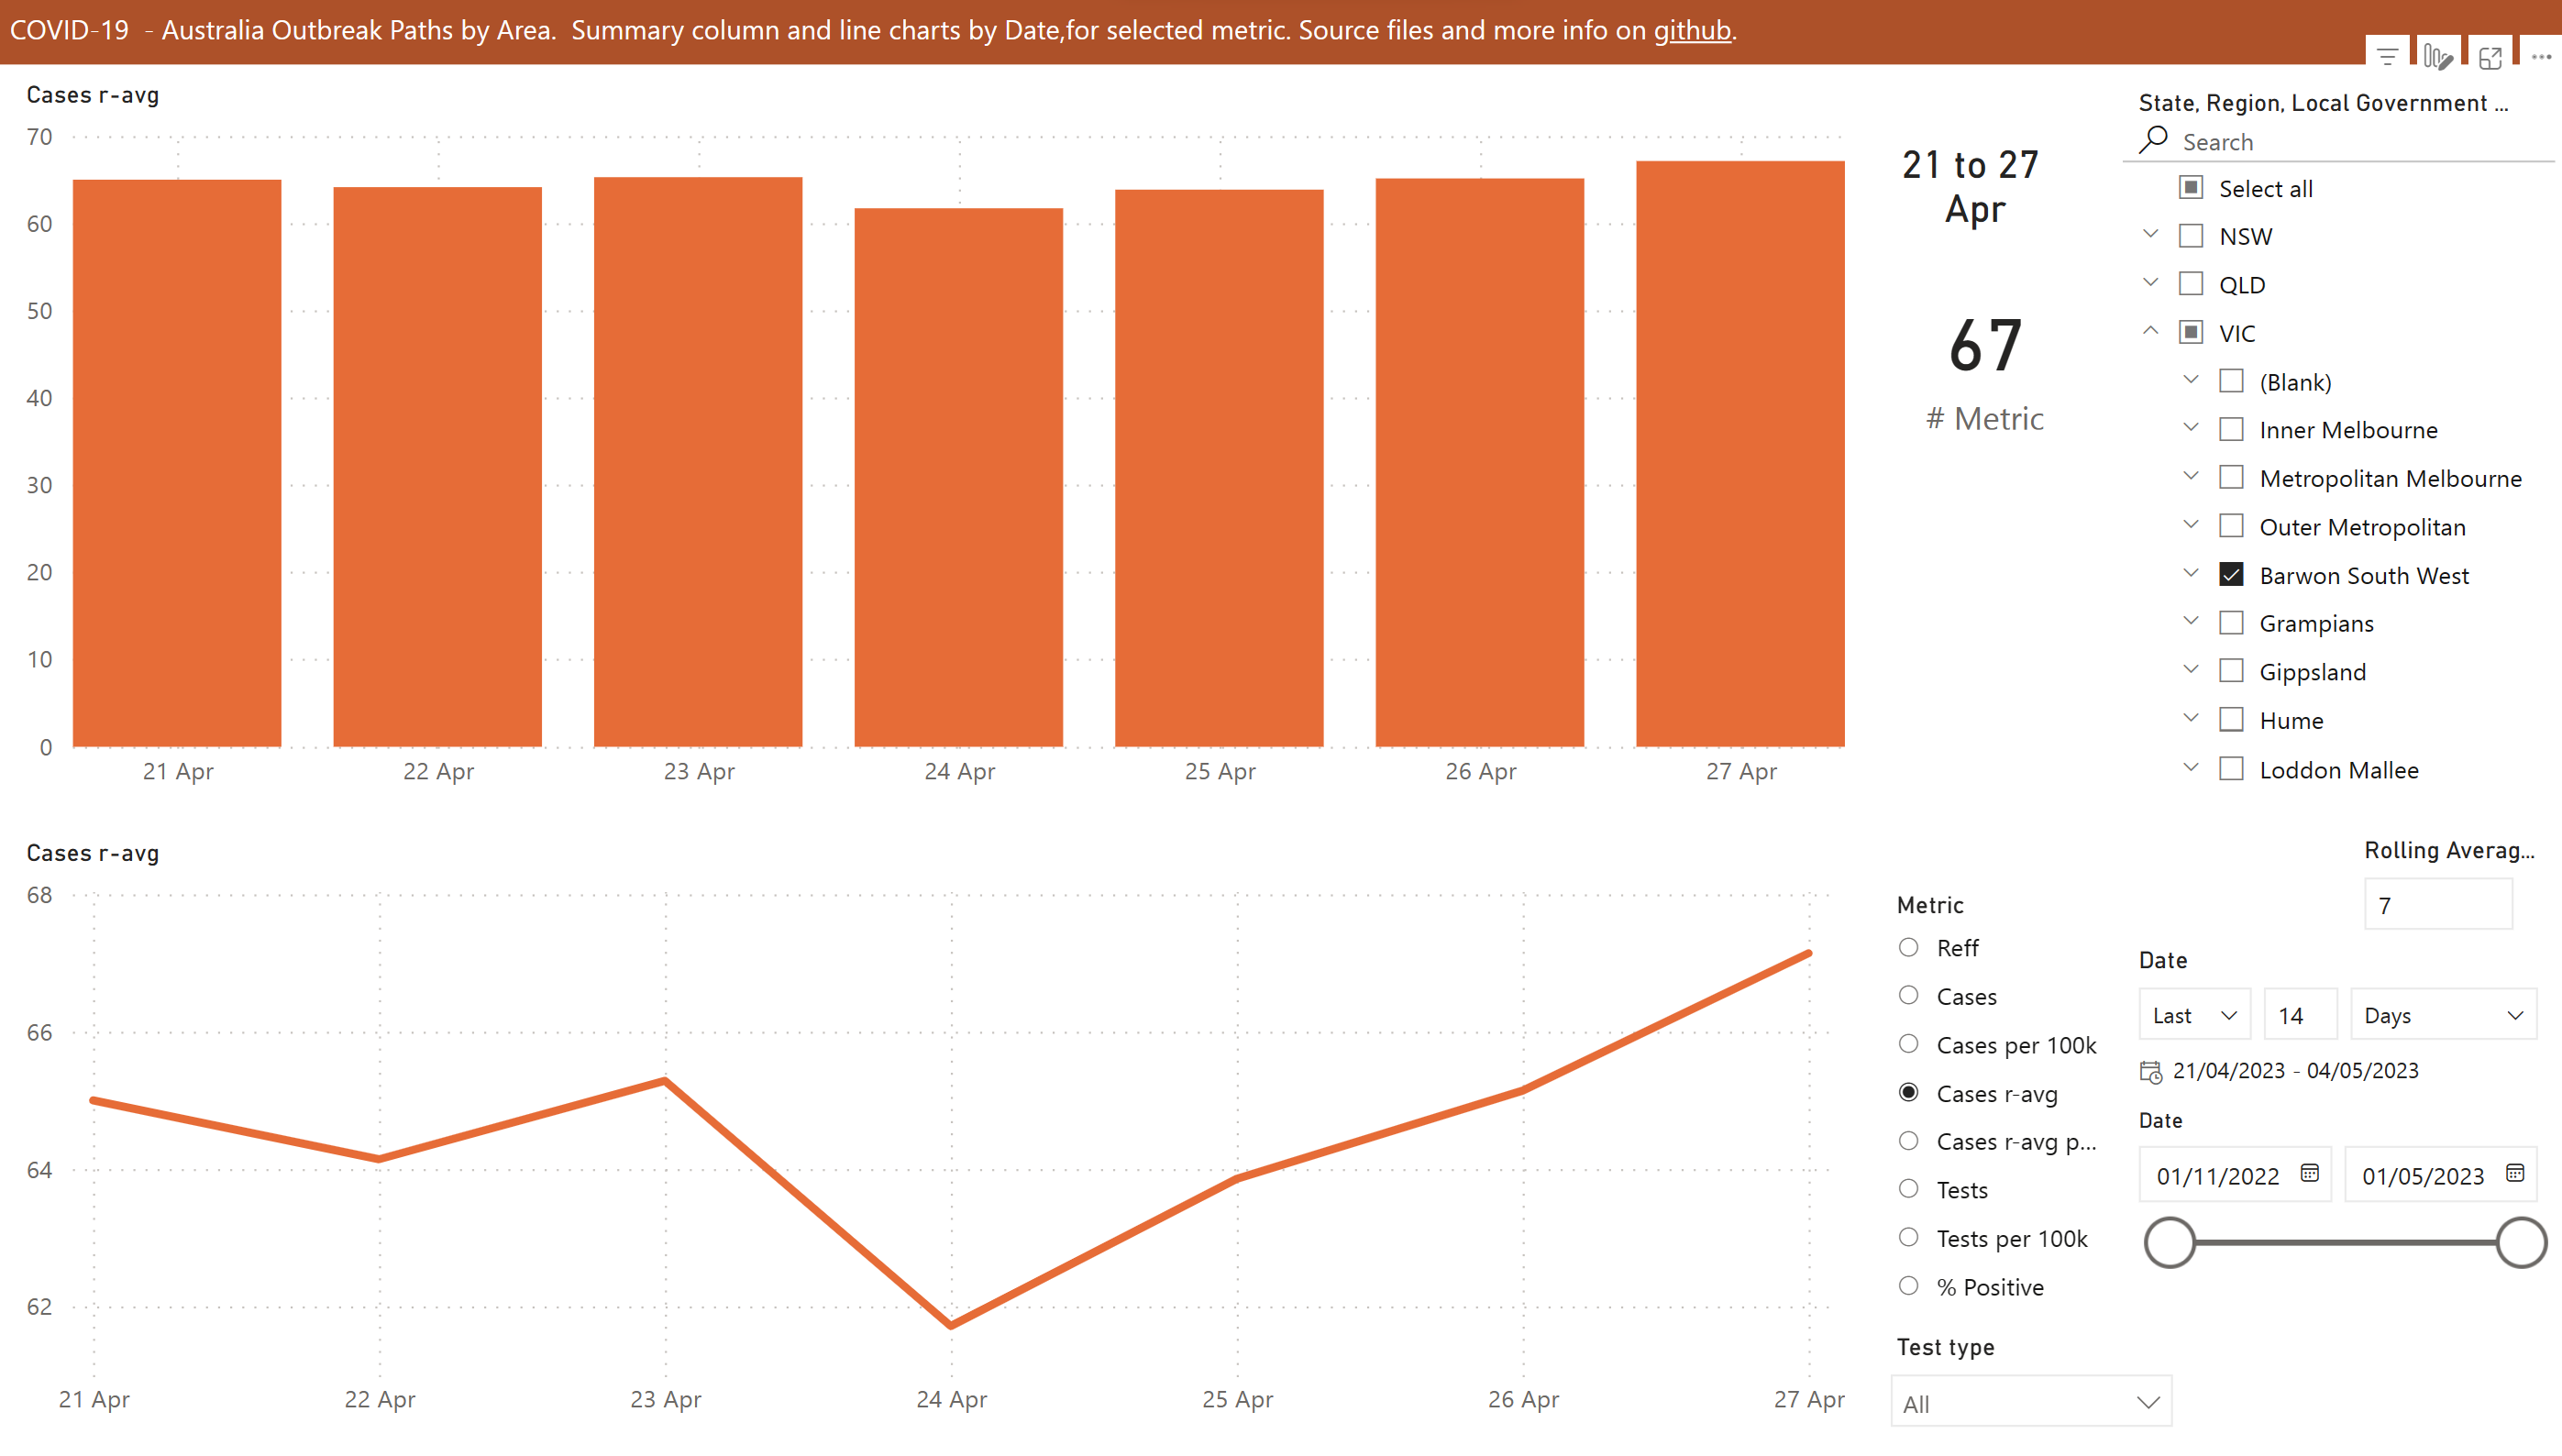 COVID-19 - Australia Outbreak Paths by Area. Summary column and line charts by Date,for selected metric. Source files and more info on github.
Cases r-avg
70
60
50
40
30
20
10
0
21 Apr 22 Apr 23 Apr 24 Apr 25 Apr 26 Apr 27 Apr
21 to 27
Apr
67
# Metric
State, Region, Local Government ...
Search
Select all
NSW
QLD
VIC
(Blank)
Inner Melbourne
Metropolitan Melbourne
Outer Metropolitan
Barwon South West
Grampians
Gippsland
Hume
Loddon Mallee
Cases r-avg
68
66
64
62
21 Apr 22 Apr 23 Apr 24 Apr 25 Apr 26 Apr 27 Apr
Metric
Reff
Cases
Cases per 100k
Cases r-avg
Cases r-avg p...
Tests
Tests per 100k
% Positive
Test type
All
Rolling Averag...
7
Date
Last 14 Days
21/04/2023 - 04/05/2023
Date
01/11/2022 01/05/2023